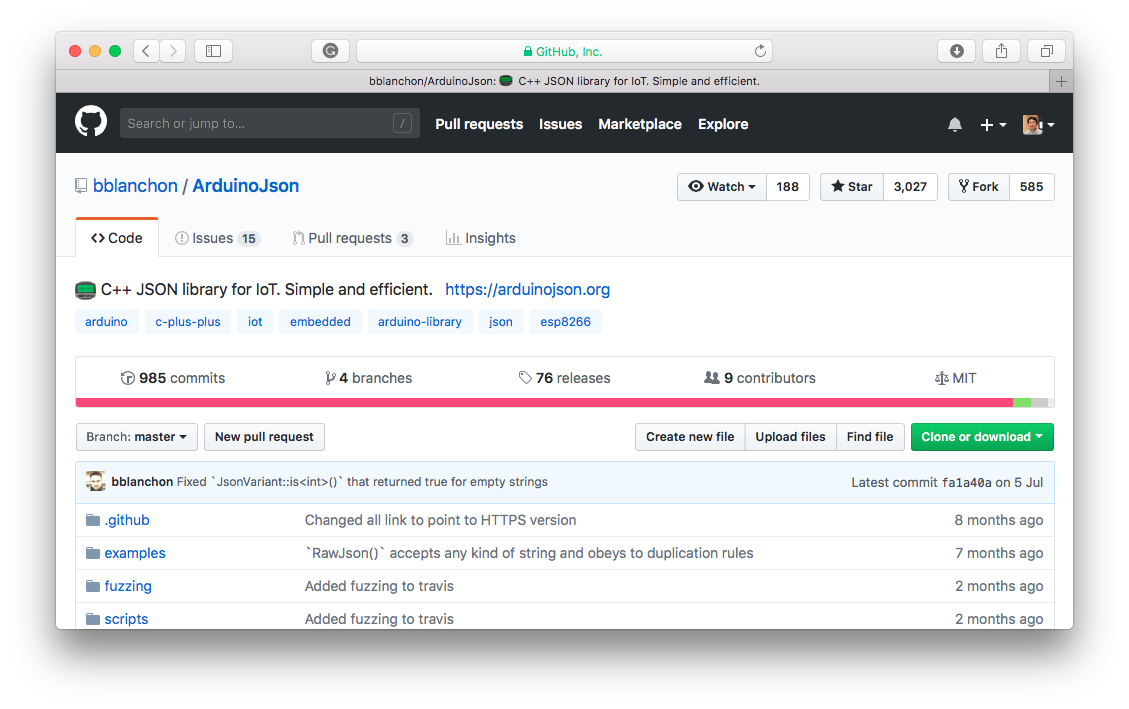 GitHub, Inc.
bblanchon/ArduinoJson: 📟 C++ JSON library for IoT. Simple and efficient.
Search or jump to... / Pull requests Issues Marketplace Explore
bblanchon / ArduinoJson Watch 188 Star 3,027 Fork 585
Code Issues 15 Pull requests 3 Insights
📟 C++ JSON library for IoT. Simple and efficient. https://arduinojson.org
arduino c-plus-plus iot embedded arduino-library json esp8266
985 commits 4 branches 76 releases 9 contributors MIT
Branch: master New pull request Create new file Upload files Find file Clone or download
bblanchon Fixed `JsonVariant::is<int>()` that returned true for empty strings Latest commit fa1a40a on 5 Jul
.github Changed all link to point to HTTPS version 8 months ago
examples `RawJson()` accepts any kind of string and obeys to duplication rules 7 months ago
fuzzing Added fuzzing to travis 2 months ago
scripts Added fuzzing to travis 2 months ago